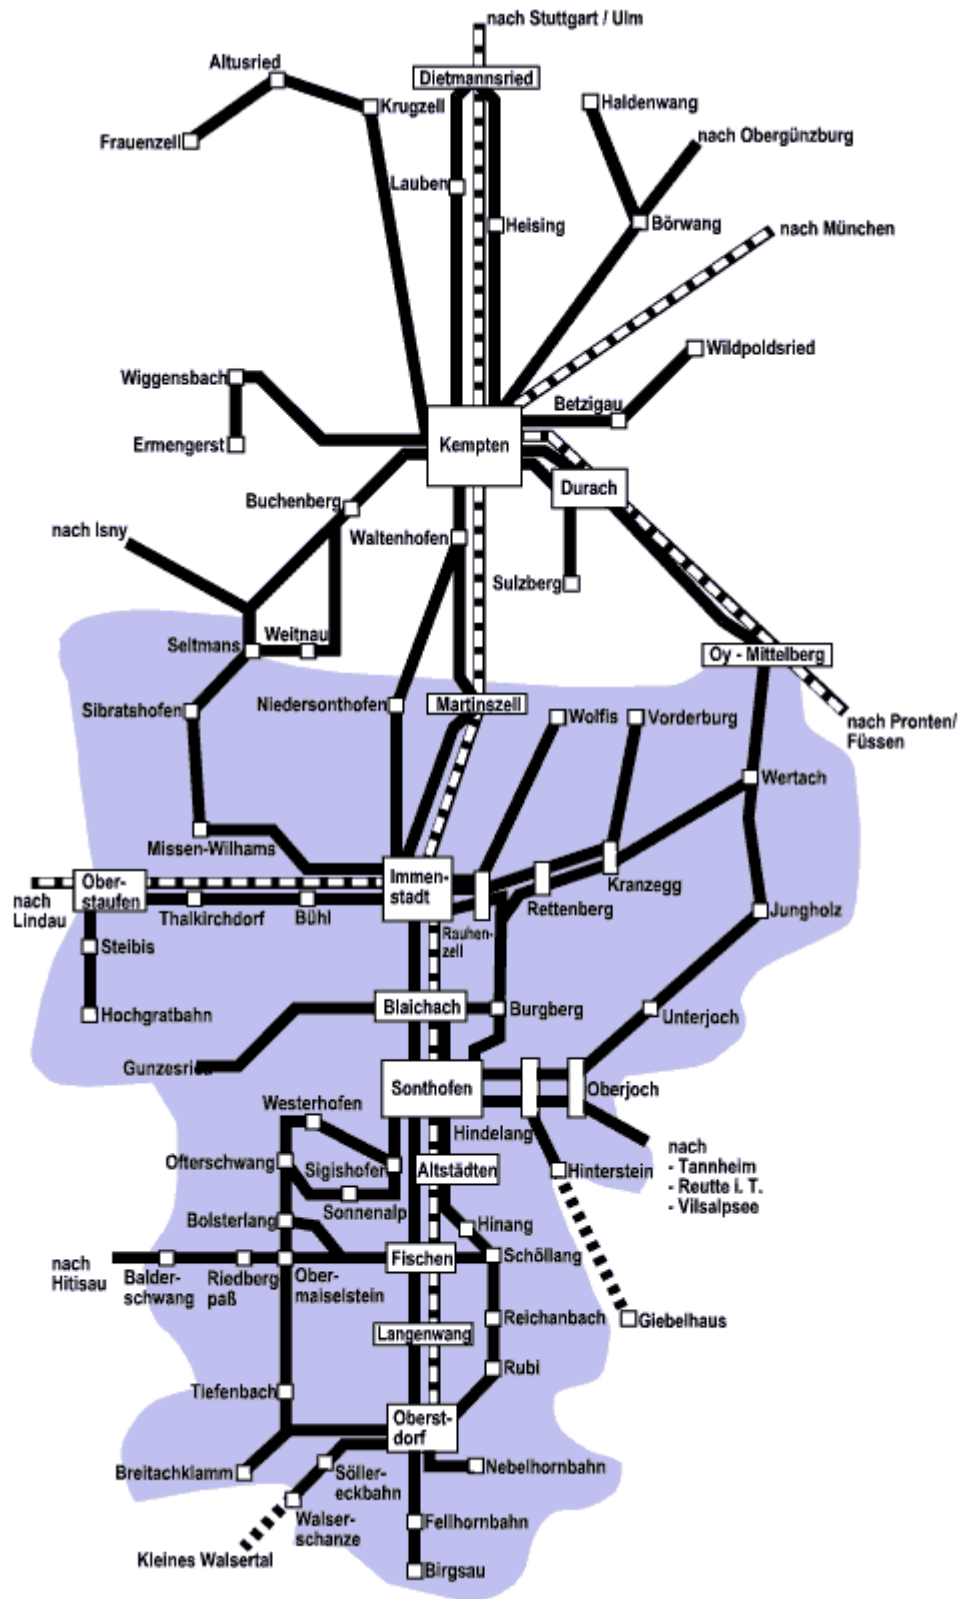 nach Stuttgart / Ulm
Altusried
Dietmannsried
Krugzell
Haldenwang
Frauenzell
nach Obergünzburg
Lauben
Heising
Börwang
nach München
Wildpoldsried
Wiggensbach
Betzigau
Ermengerst
Kempten
Durach
Buchenberg
nach Isny
Waltenhofen
Sulzberg
Weitnau
Seltmans
Oy - Mittelberg
Sibratshofen
Niedersonthofen
Martinszell
Wolfis
Vorderburg
nach Pronten/
Füssen
Wertach
Missen-Wilhams
Immen-
stadt
Ober-
staufen
nach
Lindau
Thalkirchdorf
Bühl
Kranzegg
Rettenberg
Jungholz
Rauhen-
zell
Steibis
Hochgratbahn
Blaichach
Burgberg
Unterjoch
Gunzesried
Sonthofen
Oberjoch
Westerhofen
Hindelang
nach
- Tannheim
- Reutte i. T.
- Vilsalpsee
Ofterschwang
Sigishofen
Altstädten
Hinterstein
Sonnenalp
Bolsterlang
Hinang
nach
Hitisau
Balder-
schwang
Riedberg
paß
Ober-
maiselstein
Fischen
Schöllang
Reichanbach
Giebelhaus
Langenwang
Rubi
Tiefenbach
Oberst-
dorf
Breitachklamm
Söller-
eckbahn
Nebelhornbahn
Walser-
schanze
Fellhornbahn
Kleines Walsertal
Birgsau